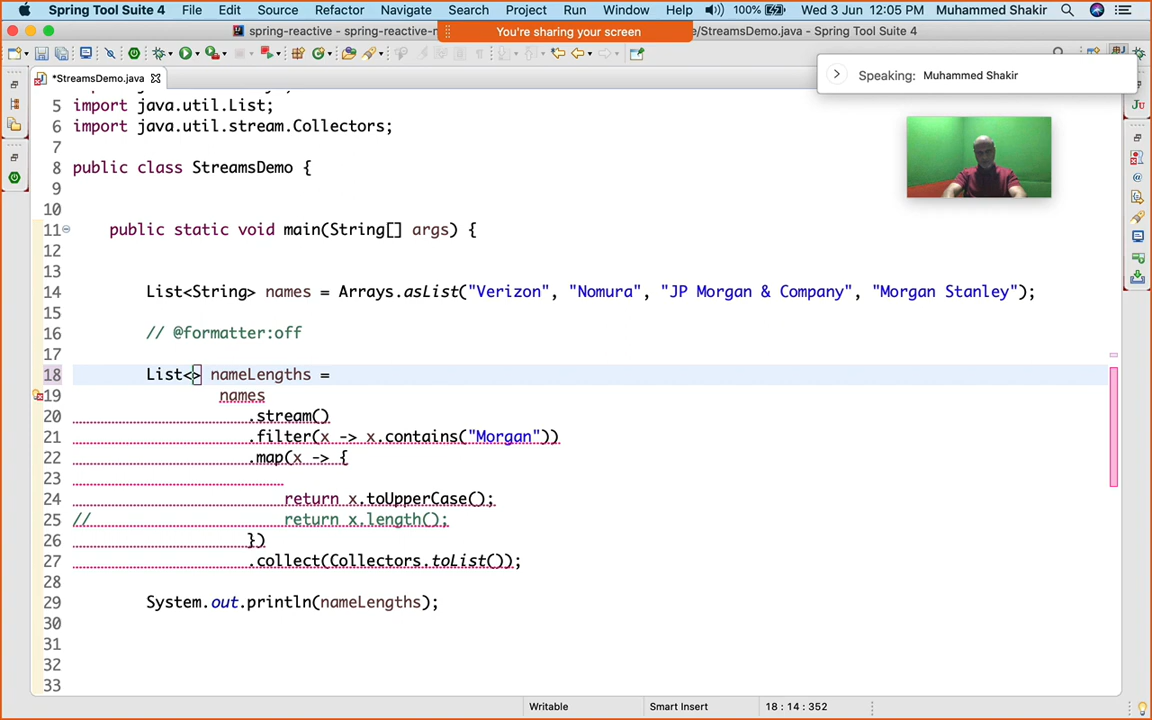 Spring Tool Suite 4 File Edit Source Refactor Navigate Search Project Run Window Help 100% Wed 3 Jun 12:05 PM Muhammed Shakir
spring-reactive - spring-reactive-r You're sharing your screen e/StreamsDemo.java - Spring Tool Suite 4
*StreamsDemo.java
Speaking: Muhammed Shakir
5 import java.util.List;
6 import java.util.stream.Collectors;
7
8 public class StreamsDemo {
9
10
11 public static void main(String[] args) {
12
13
14 List<String> names = Arrays.asList("Verizon", "Nomura", "JP Morgan & Company", "Morgan Stanley");
15
16 // @formatter:off
17
18 List<> nameLengths =
19 names
20 .stream()
21 .filter(x -> x.contains("Morgan"))
22 .map(x -> {
23
24 return x.toUpperCase();
25 // return x.length();
26 })
27 .collect(Collectors.toList());
28
29 System.out.println(nameLengths);
30
31
32
33
Writable Smart Insert 18 : 14 : 352